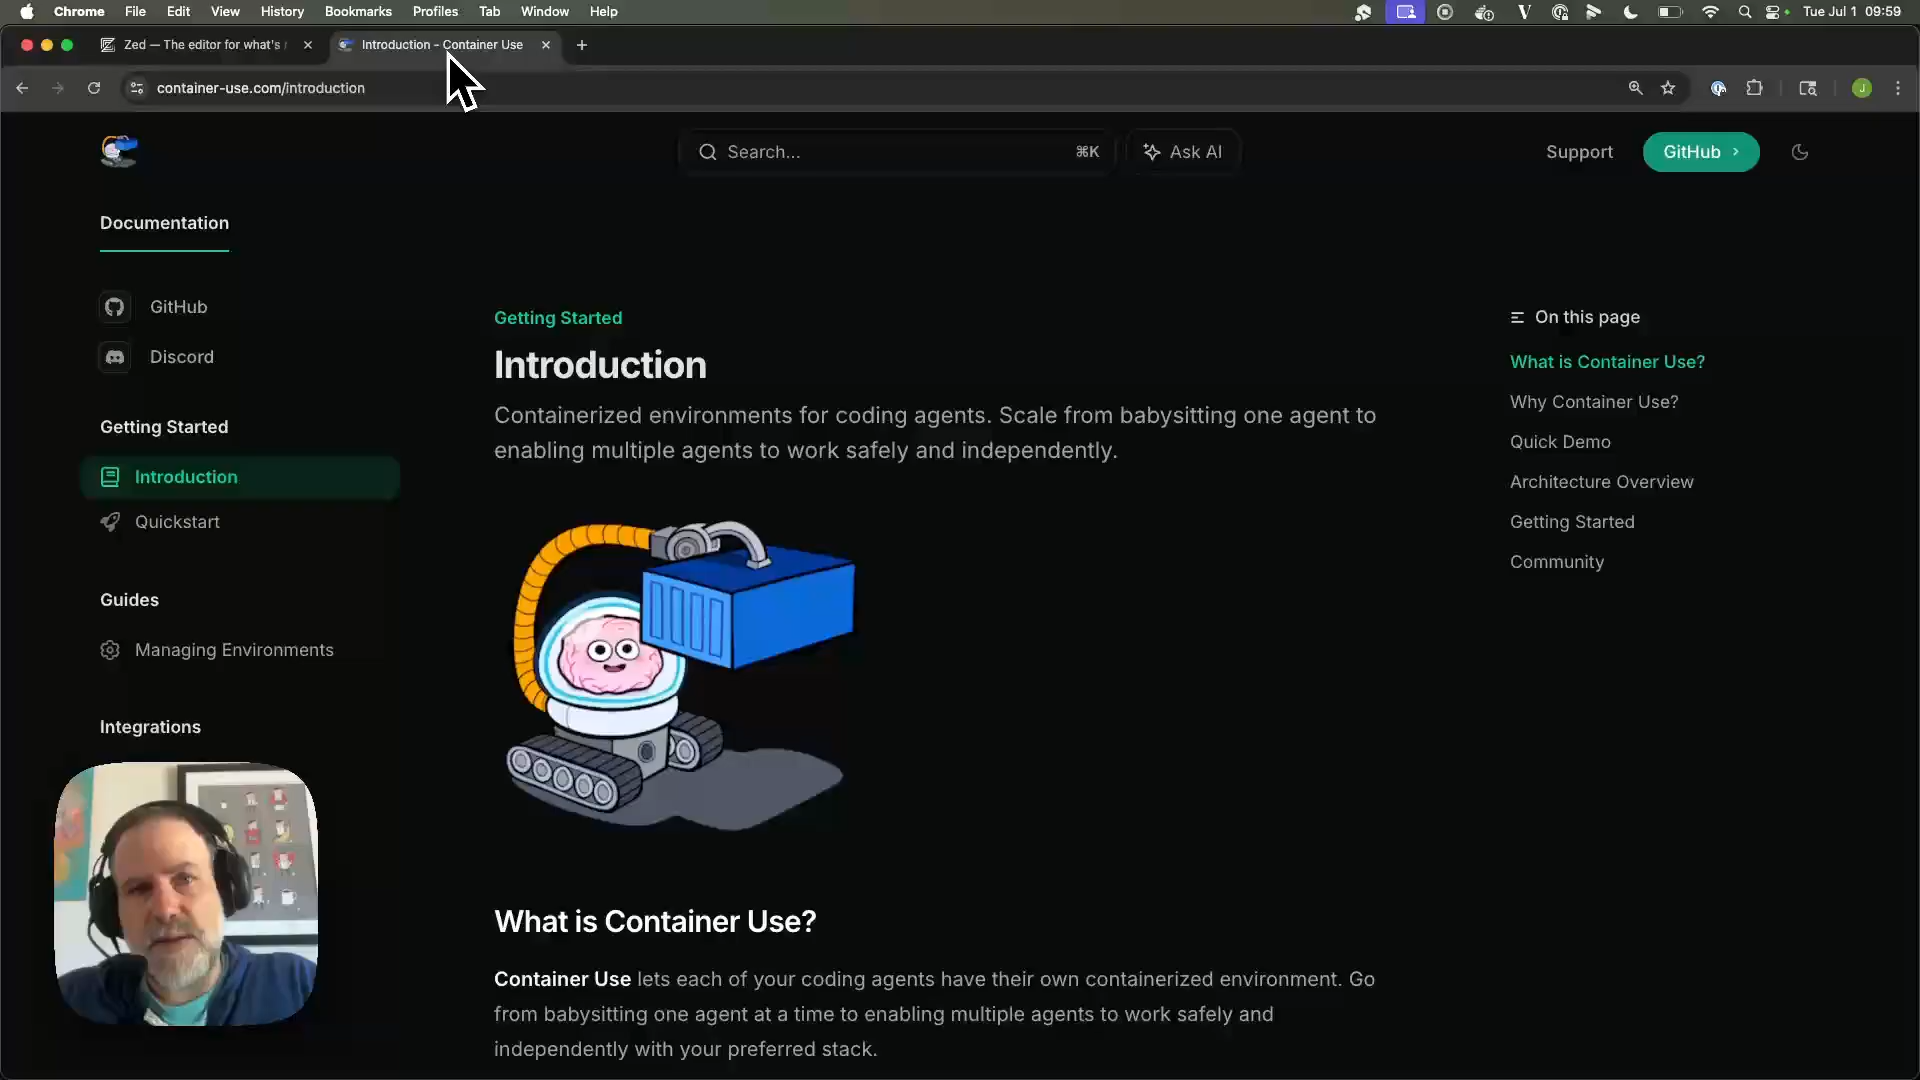 Chrome File Edit View History Bookmarks Profiles Tab Window Help
Tue Jul 1 09:59
Zed — The editor for what's
Introduction - Container Use
container-use.com/introduction
J
Search...
⌘K
Ask AI
Support
GitHub
Documentation
GitHub
Discord
Getting Started
Introduction
Quickstart
Guides
Managing Environments
Integrations
Getting Started
Introduction
Containerized environments for coding agents. Scale from babysitting one agent to
enabling multiple agents to work safely and independently.
What is Container Use?
Container Use lets each of your coding agents have their own containerized environment. Go
from babysitting one agent at a time to enabling multiple agents to work safely and
independently with your preferred stack.
On this page
What is Container Use?
Why Container Use?
Quick Demo
Architecture Overview
Getting Started
Community